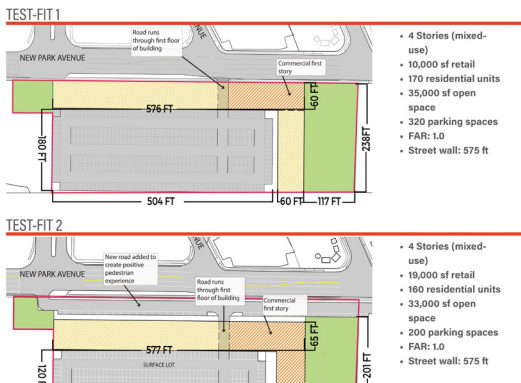 TEST-FIT 1
Road runs
through first floor
of building
NUE
NEW PARK AVENUE
Commercial first
story
576 FT
60 FT
180 FT
238FT
504 FT
60 FT
117 FT
• 4 Stories (mixed-
use)
• 10,000 sf retail
• 170 residential units
• 35,000 sf open
space
• 320 parking spaces
• FAR: 1.0
• Street wall: 575 ft
TEST-FIT 2
New road added to
create positive
pedestrian
experience
NUE
NEW PARK AVENUE
Road runs
through first
floor of building
Commercial
first story
577 FT
65 FT
SURFACE LOT
120 F
201 FT
• 4 Stories (mixed-
use)
• 19,000 sf retail
• 160 residential units
• 33,000 sf open
space
• 200 parking spaces
• FAR: 1.0
• Street wall: 575 ft